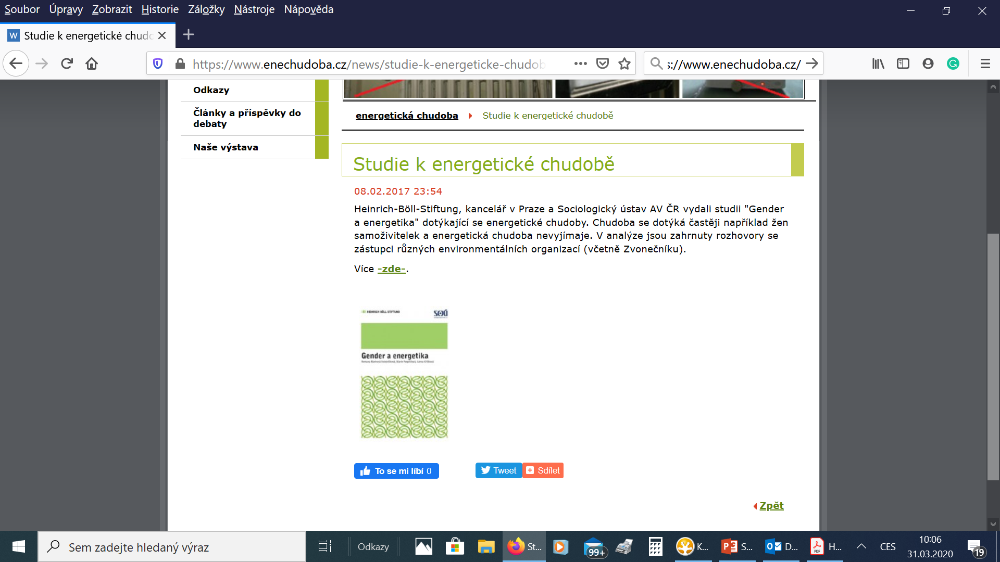 Soubor Úpravy Zobrazit Historie Záložky Nástroje Nápověda
W Studie k energetické chud
https://www.enechudoba.cz/news/studie-k-energeticke-chudob
s://www.enechudoba.cz/
Odkazy
Články a příspěvky do
debaty
Naše výstava
energetická chudoba Studie k energetické chudobě
Studie k energetické chudobě
08.02.2017 23:54
Heinrich-Böll-Stiftung, kancelář v Praze a Sociologický ústav AV ČR vydali studii "Gender
a energetika" dotýkající se energetické chudoby. Chudoba se dotýká častěji například žen
samoživitelek a energetická chudoba nevyjímaje. V analýze jsou zahrnuty rozhovory se
zástupci různých environmentálních organizací (včetně Zvonečníku).
Více -zde-.
HEINRICH BÖLL STIFTUNG SOÚ
Gender a energetika
To se mi líbí 0 Tweet Sdílet
Zpět
Sem zadejte hledaný výraz
Odkazy
St...
99+
K...
S...
D...
PDF
H...
CES
10:06
31.03.2020
19